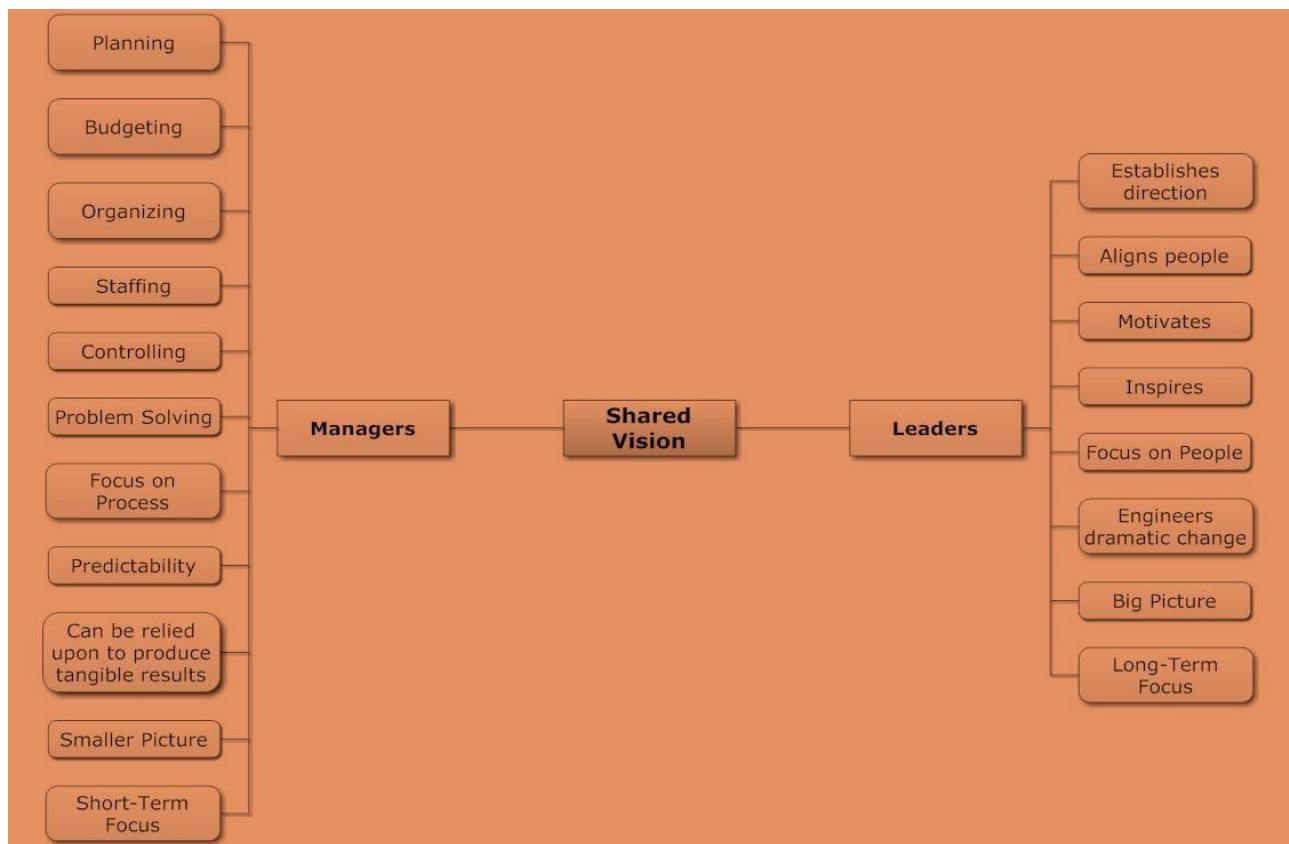 Planning
Budgeting
Organizing
Staffing
Controlling
Problem Solving
Focus on
Process
Predictability
Can be relied
upon to produce
tangible results
Smaller Picture
Short-Term
Focus
Managers
Shared
Vision
Leaders
Establishes
direction
Aligns people
Motivates
Inspires
Focus on People
Engineers
dramatic change
Big Picture
Long-Term
Focus